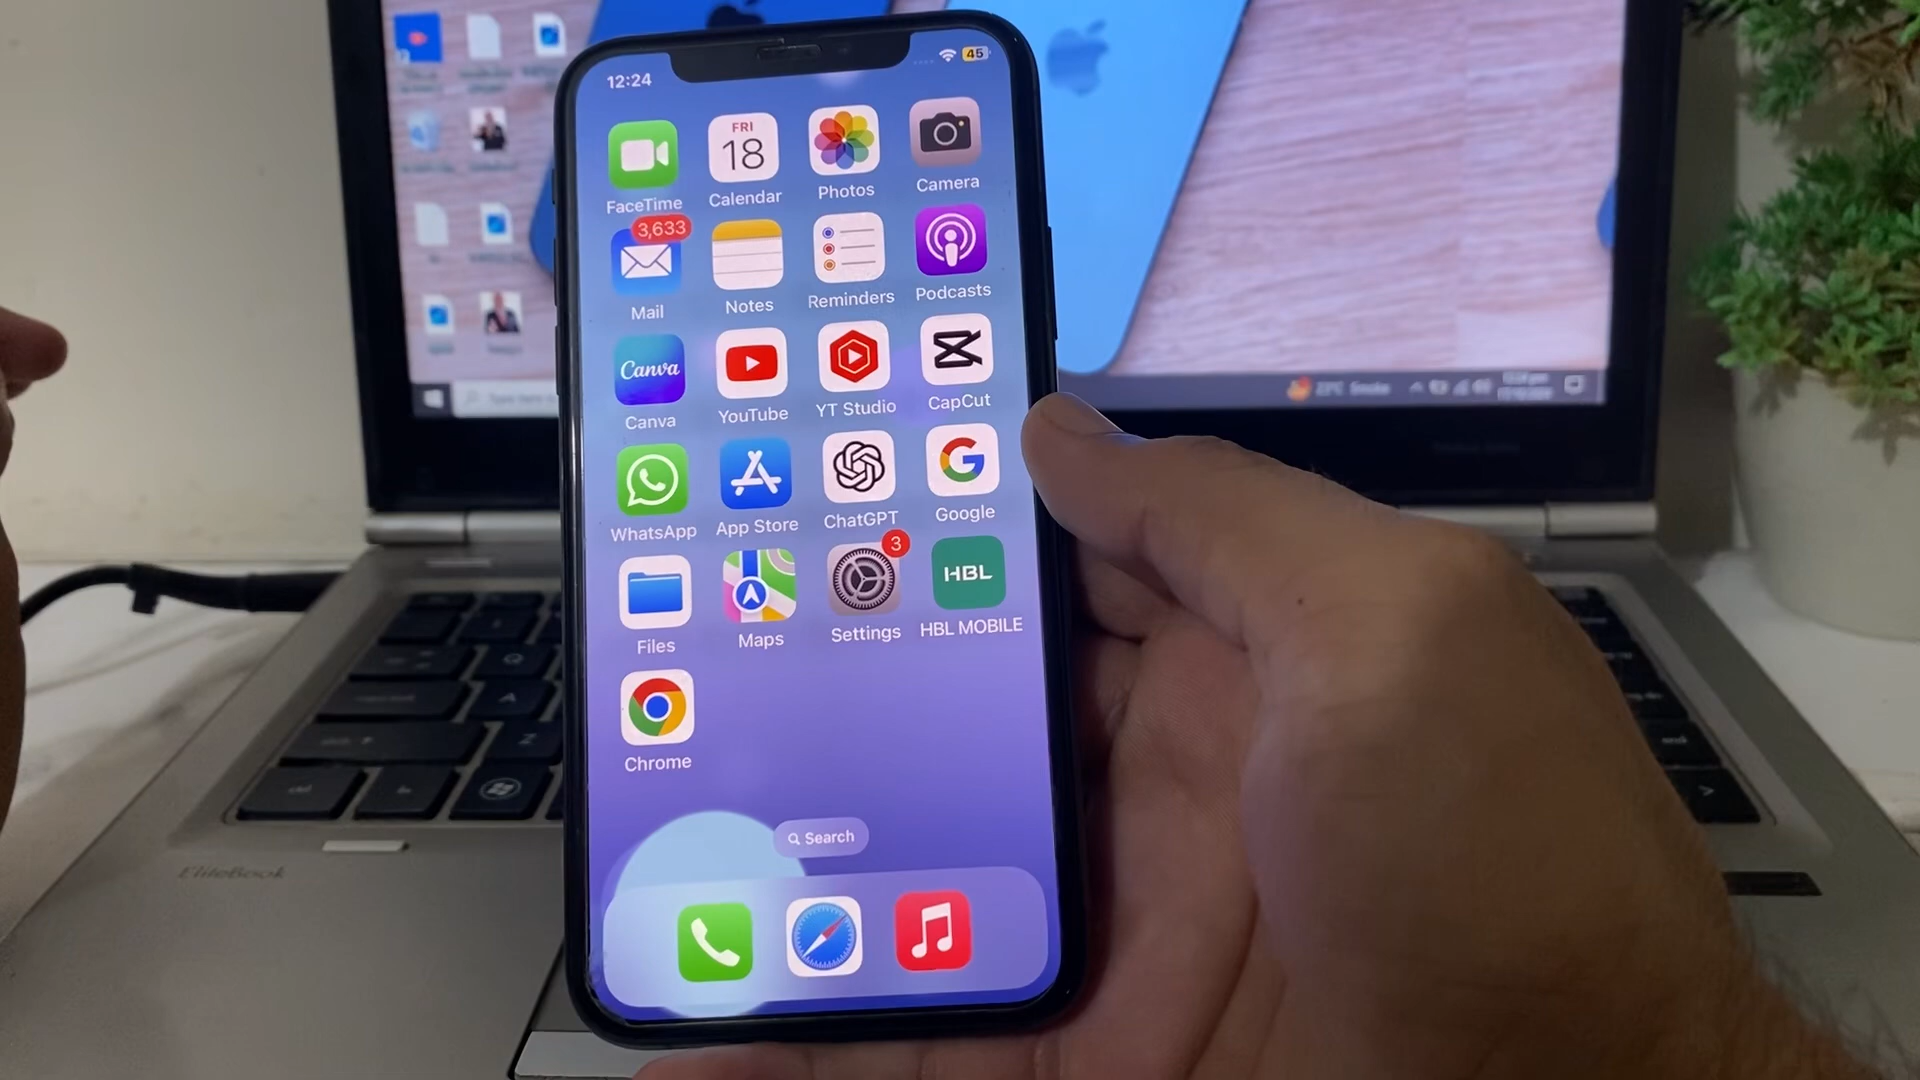 12:24
45
FRI
18
FaceTime
Calendar
Photos
Camera
3,633
Mail
Notes
Reminders
Podcasts
Canva
Canva
YouTube
YT Studio
CapCut
WhatsApp
App Store
ChatGPT
Google
3
HBL
Files
Maps
Settings
HBL MOBILE
Chrome
Search
EliteBook